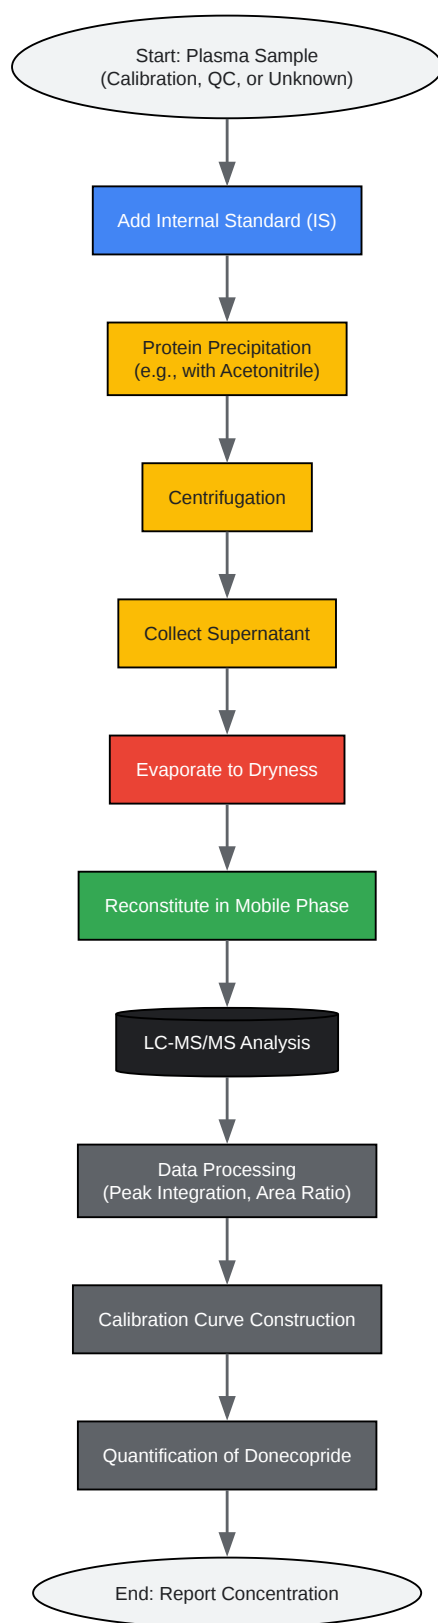 Start: Plasma Sample
(Calibration, QC, or Unknown)
Add Internal Standard (IS)
Protein Precipitation
(e.g., with Acetonitrile)
Centrifugation
Collect Supernatant
Evaporate to Dryness
Reconstitute in Mobile Phase
LC-MS/MS Analysis
Data Processing
(Peak Integration, Area Ratio)
Calibration Curve Construction
Quantification of Donecopride
End: Report Concentration